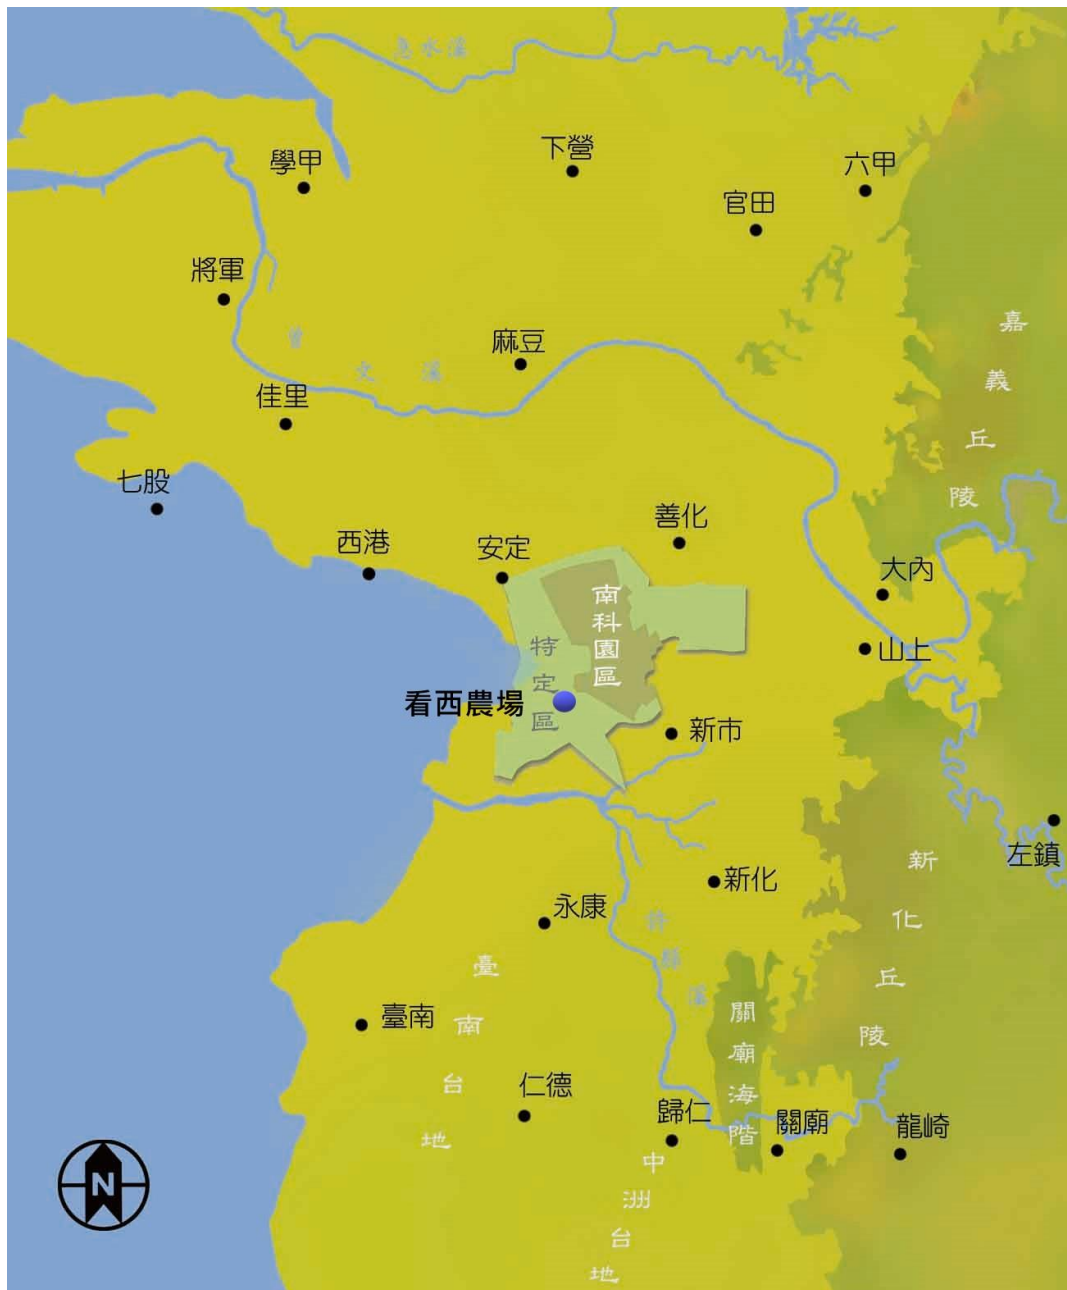 急水溪
下營
學甲
六甲
官田
將軍
嘉義丘陵
曾文溪
麻豆
佳里
七股
善化
西港
安定
大內
南科園區
特定區
山上
看西農場
新市
左鎮
新化丘陵
新化
永康
許縣溪
臺南台地
關廟海階
臺南
仁德
歸仁
關廟
龍崎
中洲台地
N